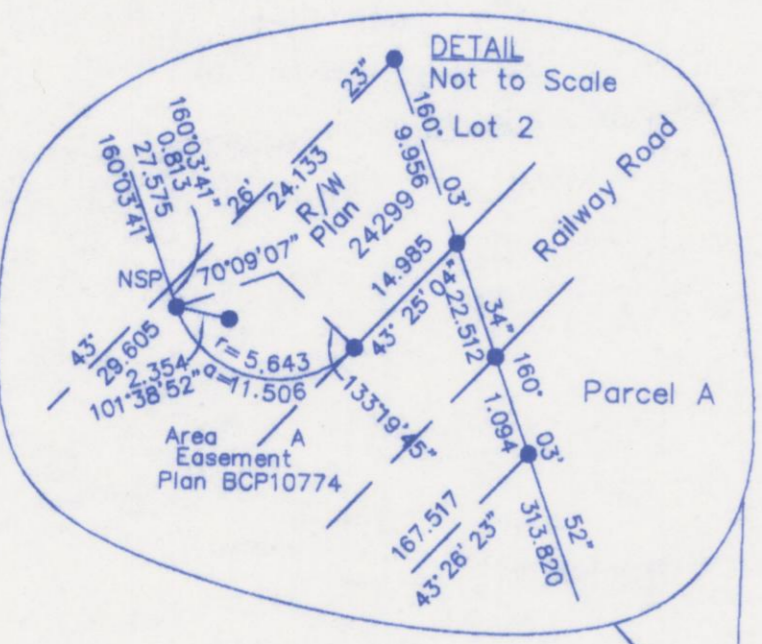 DETAIL
Not to Scale
23"
160°
9.956
03'
Lot 2
160°03'41"
0.813
27.575
160°03'41"
26'
24.133
R/W
Plan
24299
Railway Road
NSP
70°09'07"
14.985
43° 25' 04"
22.512
34"
160°
43'
29.605
2.354
101°38'52"
r= 5.643
a=11.506
133°19'45"
1.094
03'
Parcel A
Area A
Easement
Plan BCP10774
167.517
43° 26' 23"
313.820
52"